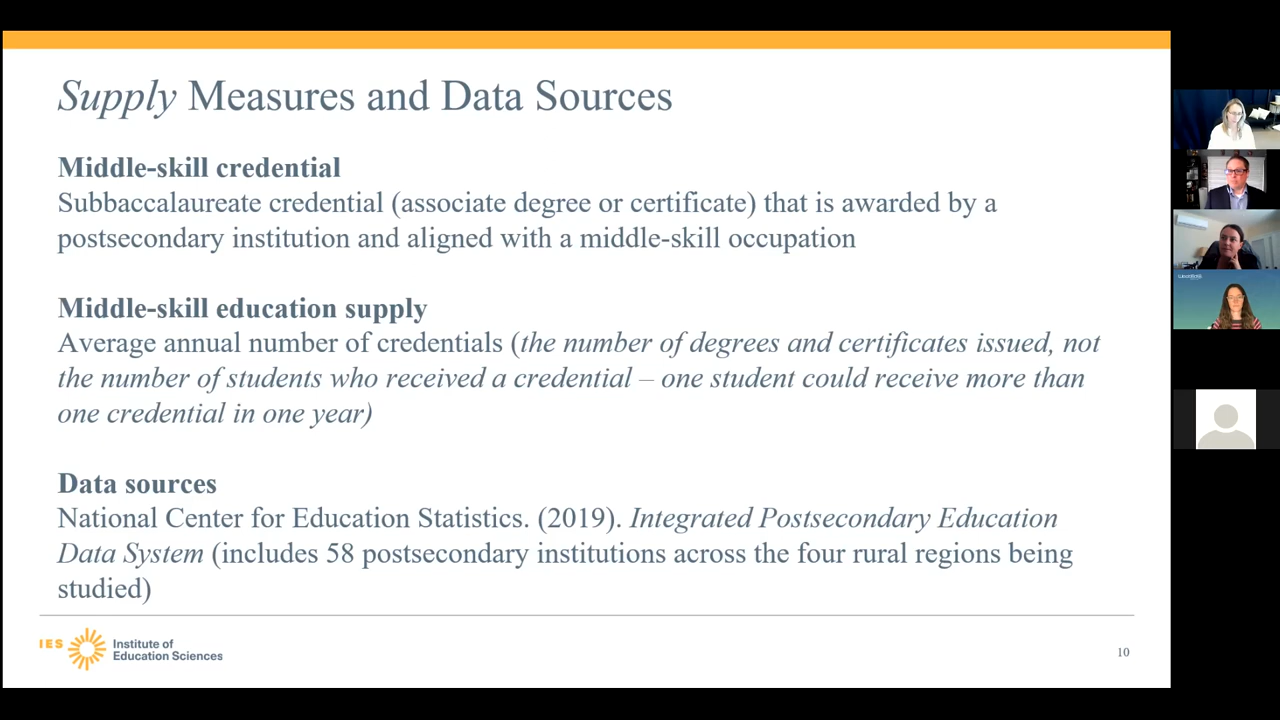 Supply Measures and Data Sources
Middle-skill credential
Subbaccalaureate credential (associate degree or certificate) that is awarded by a
postsecondary institution and aligned with a middle-skill occupation
Middle-skill education supply
Average annual number of credentials (the number of degrees and certificates issued, not
the number of students who received a credential – one student could receive more than
one credential in one year)
Data sources
National Center for Education Statistics. (2019). Integrated Postsecondary Education
Data System (includes 58 postsecondary institutions across the four rural regions being
studied)
IES
Institute of
Education Sciences
10